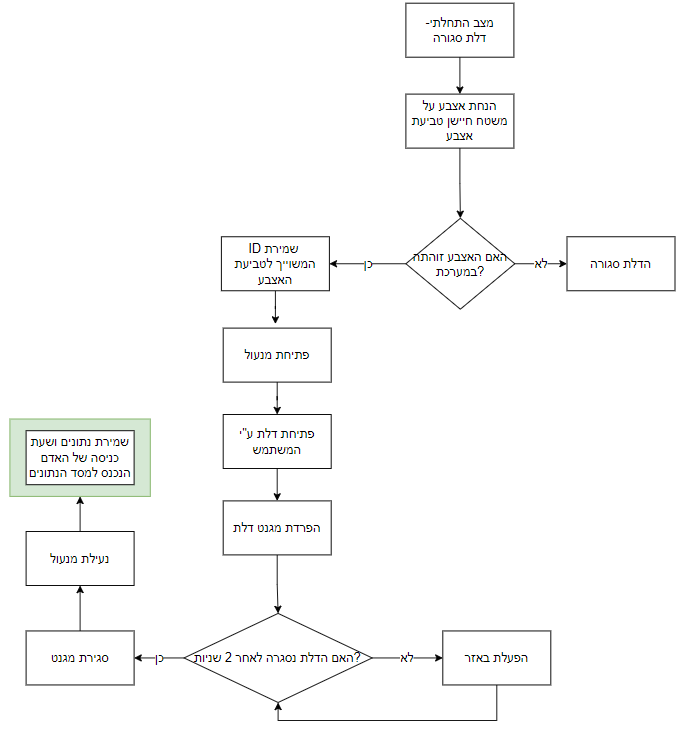 מצב התחלתי-
דלת סגורה
הנחת אצבע על
משטח חיישן טביעת
אצבע
האם האצבע זוהתה
במערכת?
לא
הדלת סגורה
כן
שמירת ID
המשוייך לטביעת
האצבע
פתיחת מנעול
פתיחת דלת ע"י
המשתמש
הפרדת מגנט דלת
האם הדלת נסגרה לאחר 2 שניות?
לא
הפעלת באזר
כן
סגירת מגנט
נעילת מנעול
שמירת נתונים ושעת
כניסה של האדם
הנכנס למסד הנתונים